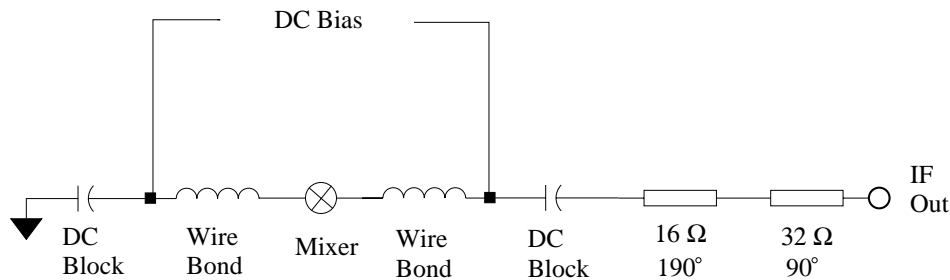 DC Bias
IF
Out
DC
Block
Wire
Bond
Mixer
Wire
Bond
DC
Block
16 Ω
190°
32 Ω
90°